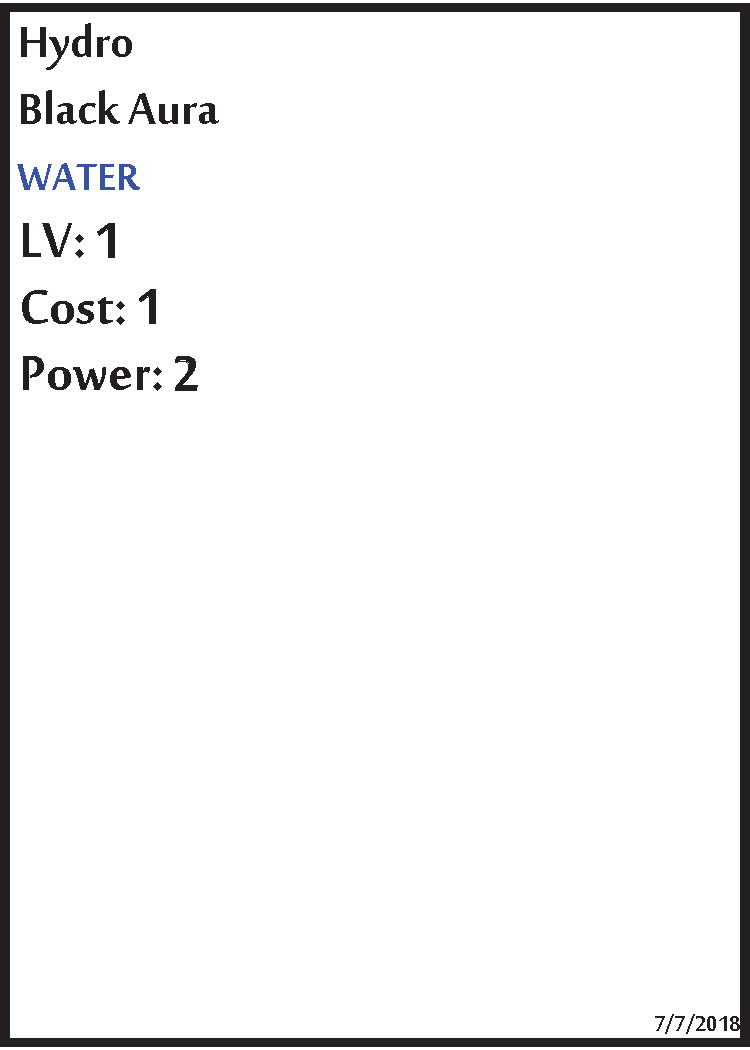 Hydro
Black Aura
WATER
LV: 1
Cost: 1
Power: 2
7/7/2018